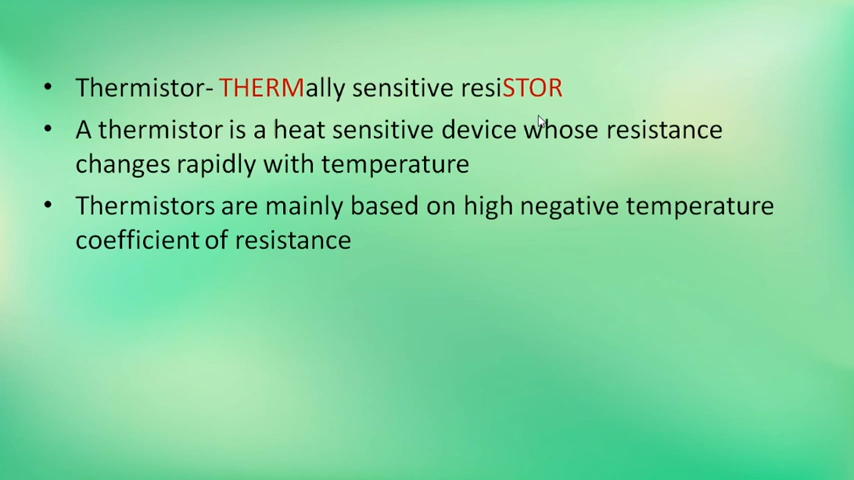 • Thermistor- THERMally sensitive resiSTOR
• A thermistor is a heat sensitive device whose resistance
changes rapidly with temperature
• Thermistors are mainly based on high negative temperature
coefficient of resistance